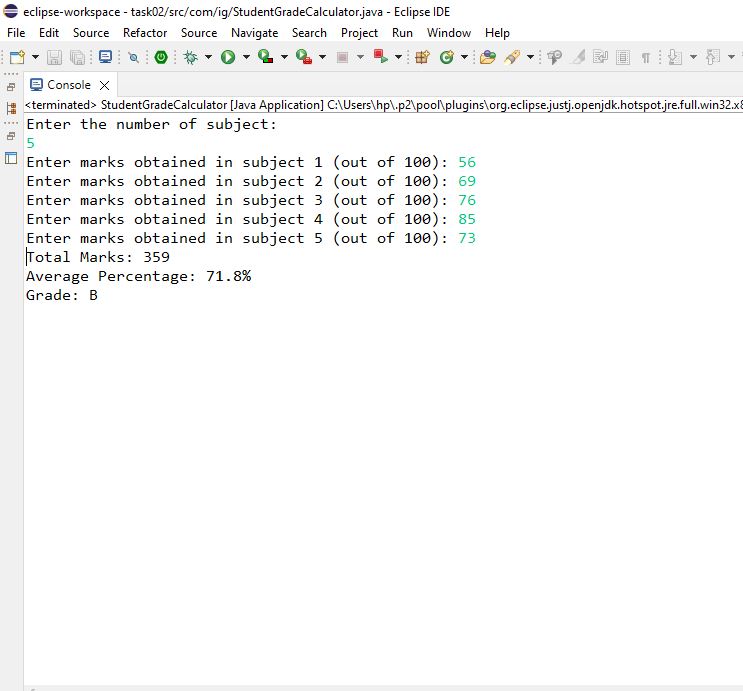 eclipse-workspace - task02/src/com/ig/StudentGradeCalculator.java - Eclipse IDE
File Edit Source Refactor Source Navigate Search Project Run Window Help
Console
<terminated> StudentGradeCalculator [Java Application] C:\Users\hp\.p2\pool\plugins\org.eclipse.justj.openjdk.hotspot.jre.full.win32.x8
Enter the number of subject:
5
Enter marks obtained in subject 1 (out of 100): 56
Enter marks obtained in subject 2 (out of 100): 69
Enter marks obtained in subject 3 (out of 100): 76
Enter marks obtained in subject 4 (out of 100): 85
Enter marks obtained in subject 5 (out of 100): 73
Total Marks: 359
Average Percentage: 71.8%
Grade: B